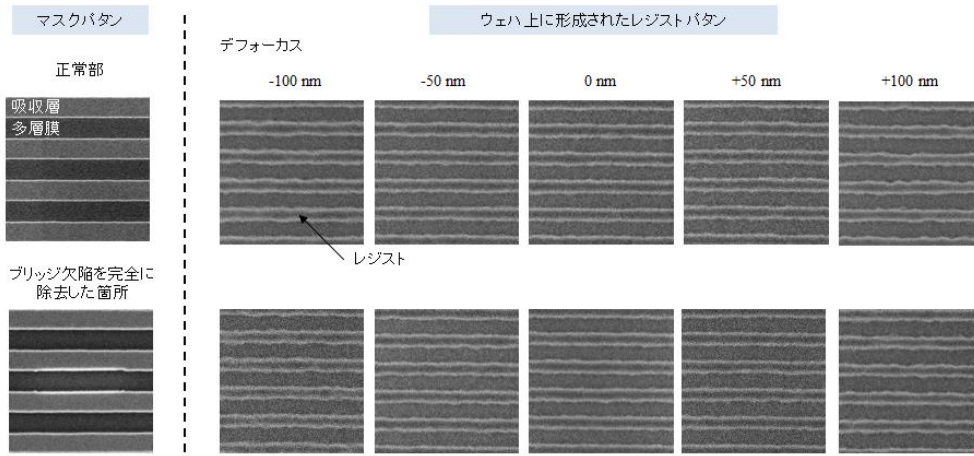 マスクパタン
ウェハ上に形成されたレジストパタン
デフォーカス
正常部
-100 nm
-50 nm
0 nm
+50 nm
+100 nm
吸収層
多層膜
レジスト
ブリッジ欠陥を完全に
除去した箇所